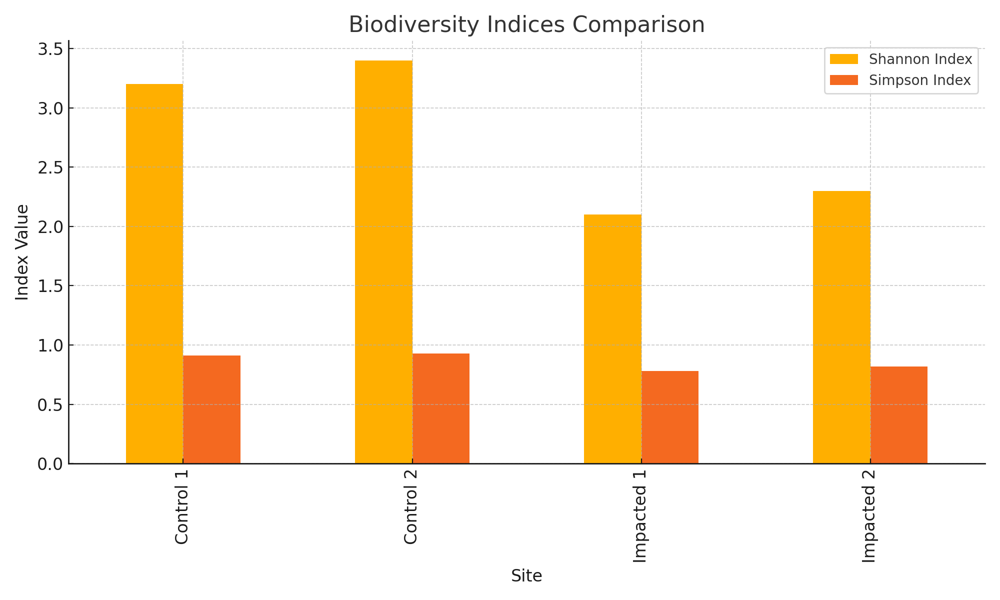 Biodiversity Indices Comparison
Shannon Index
Simpson Index
Index Value
3.5
3.0
2.5
2.0
1.5
1.0
0.5
0.0
Control 1
Control 2
Impacted 1
Impacted 2
Site